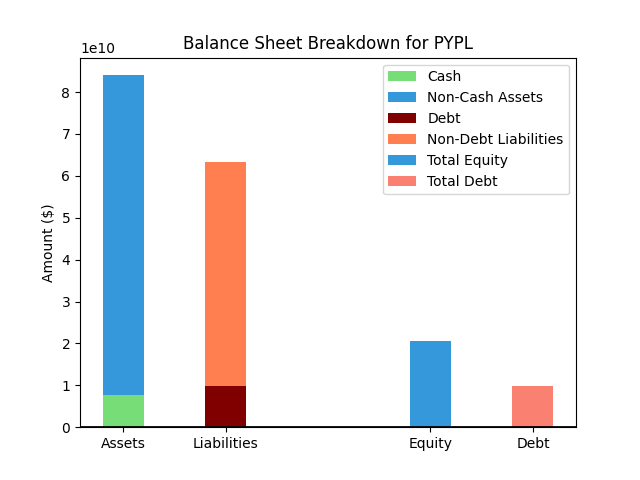 Balance Sheet Breakdown for PYPL
1e10
Cash
Non-Cash Assets
Debt
Non-Debt Liabilities
Total Equity
Total Debt
Amount ($)
8
7
6
5
4
3
2
1
0
Assets Liabilities Equity Debt